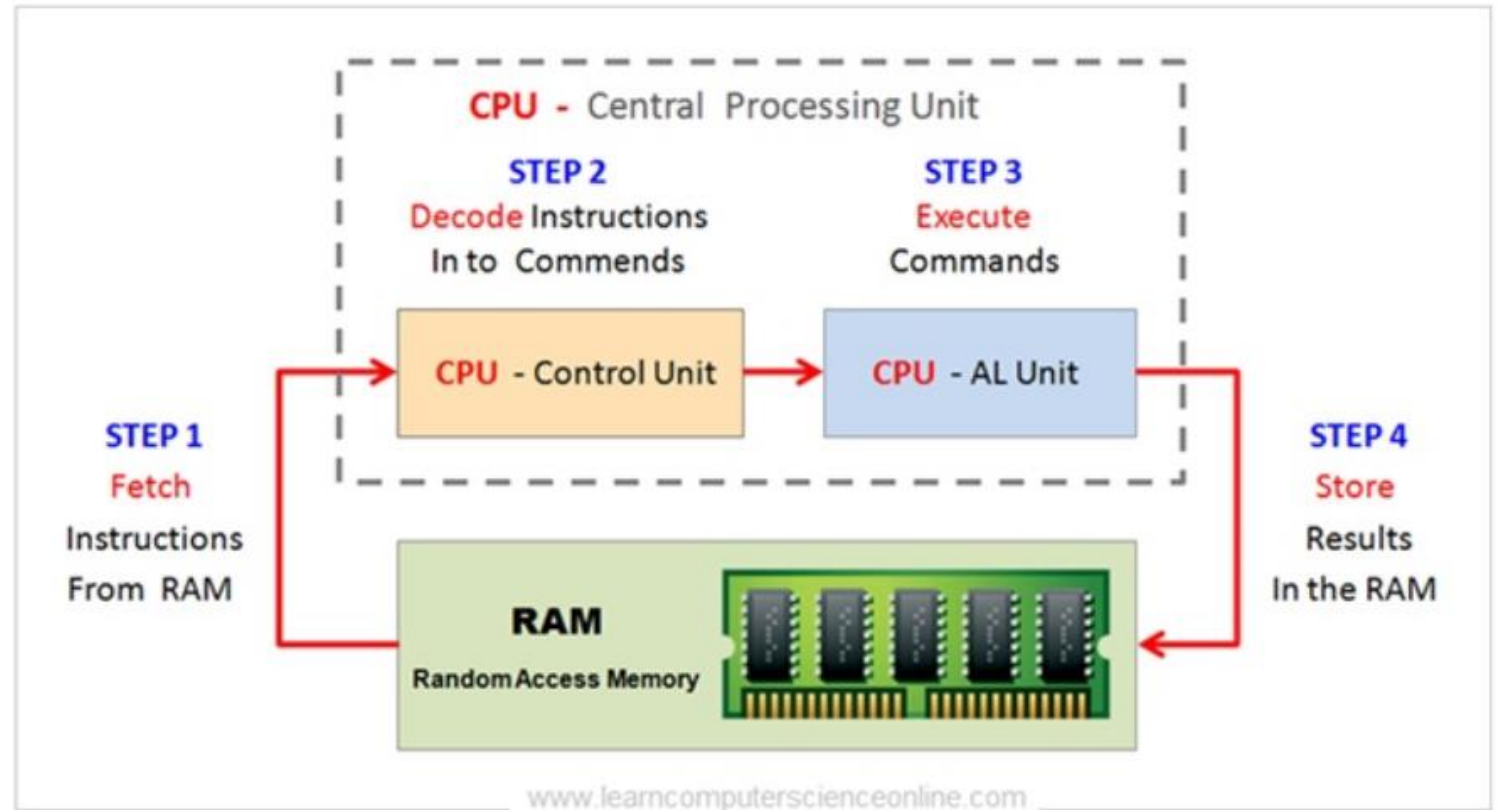 CPU - Central Processing Unit
STEP 2
Decode Instructions
In to Commends
STEP 3
Execute
Commands
CPU - Control Unit
CPU - AL Unit
STEP 1
Fetch
Instructions
From RAM
STEP 4
Store
Results
In the RAM
RAM
Random Access Memory
www.learncomputerscienceonline.com